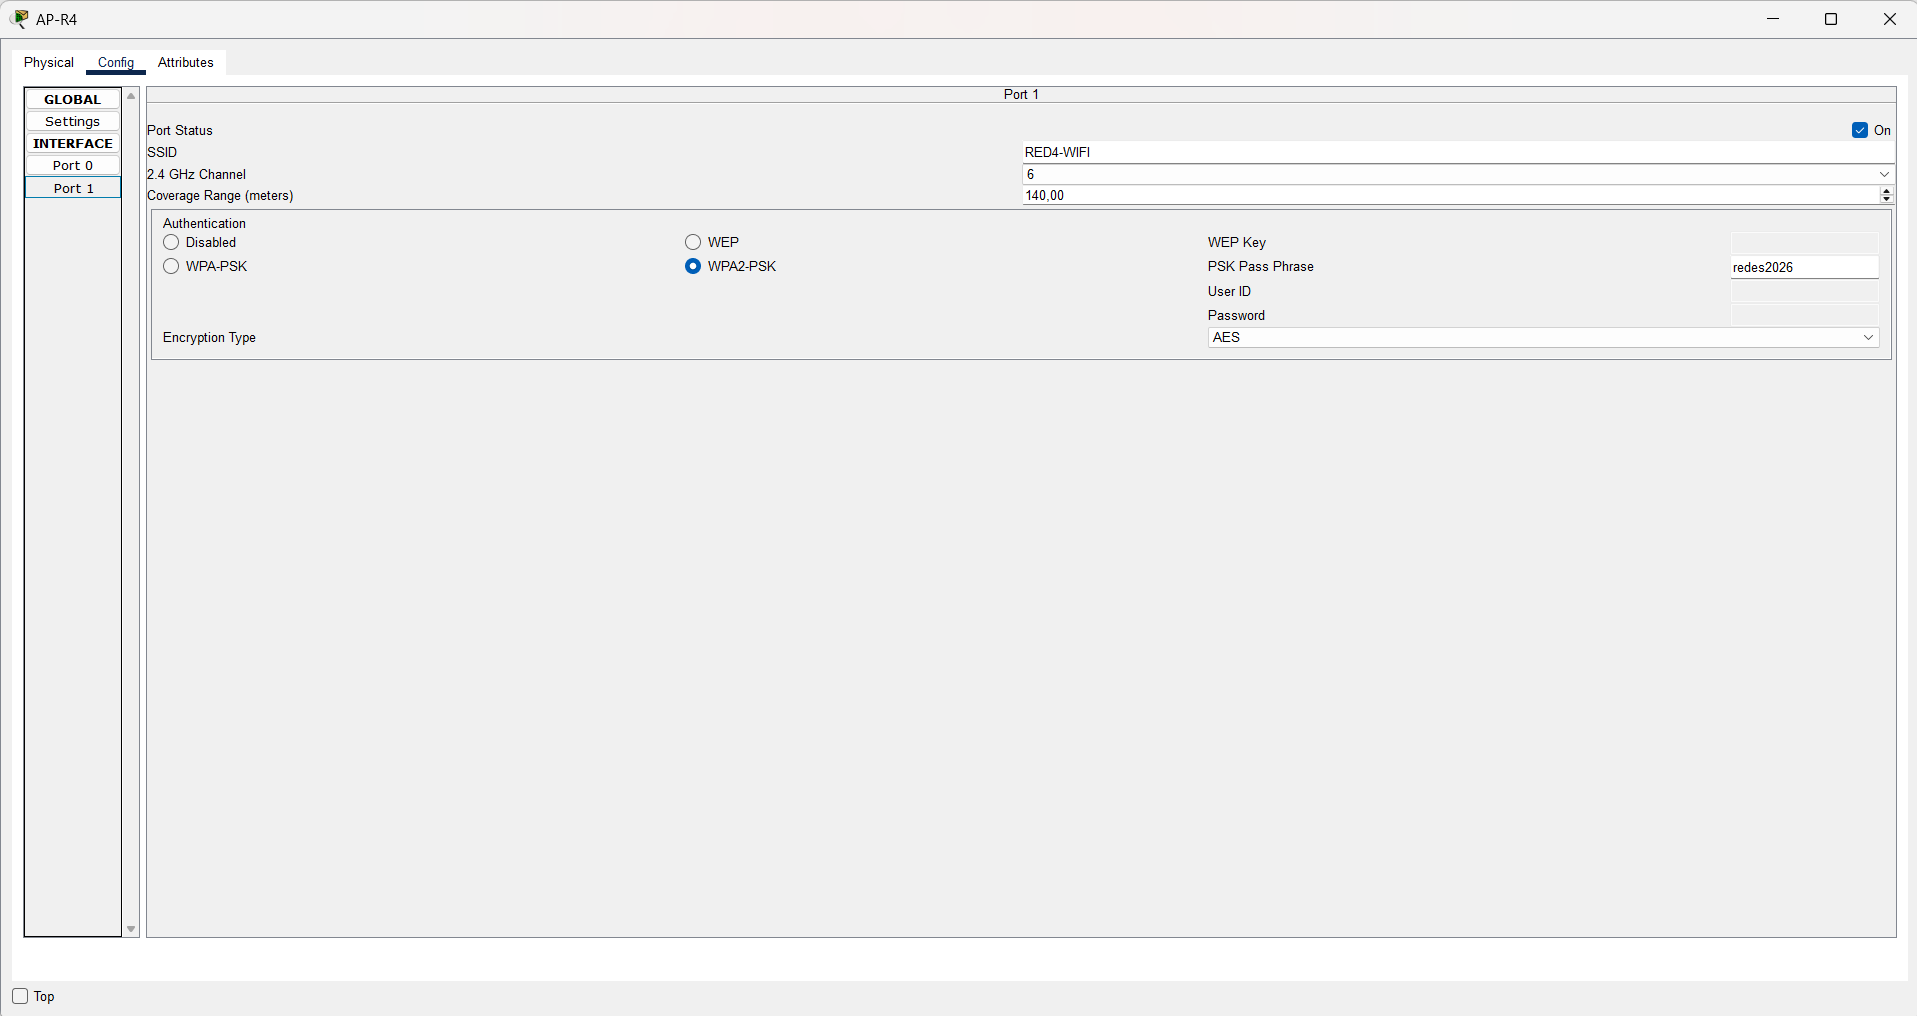 AP-R4
Physical Config Attributes
GLOBAL
Settings
INTERFACE
Port 0
Port 1
Port 1
Port Status On
SSID RED4-WIFI
2.4 GHz Channel 6
Coverage Range (meters) 140,00
Authentication
Disabled WEP WEP Key
WPA-PSK WPA2-PSK PSK Pass Phrase redes2026
User ID
Password
Encryption Type AES
Top